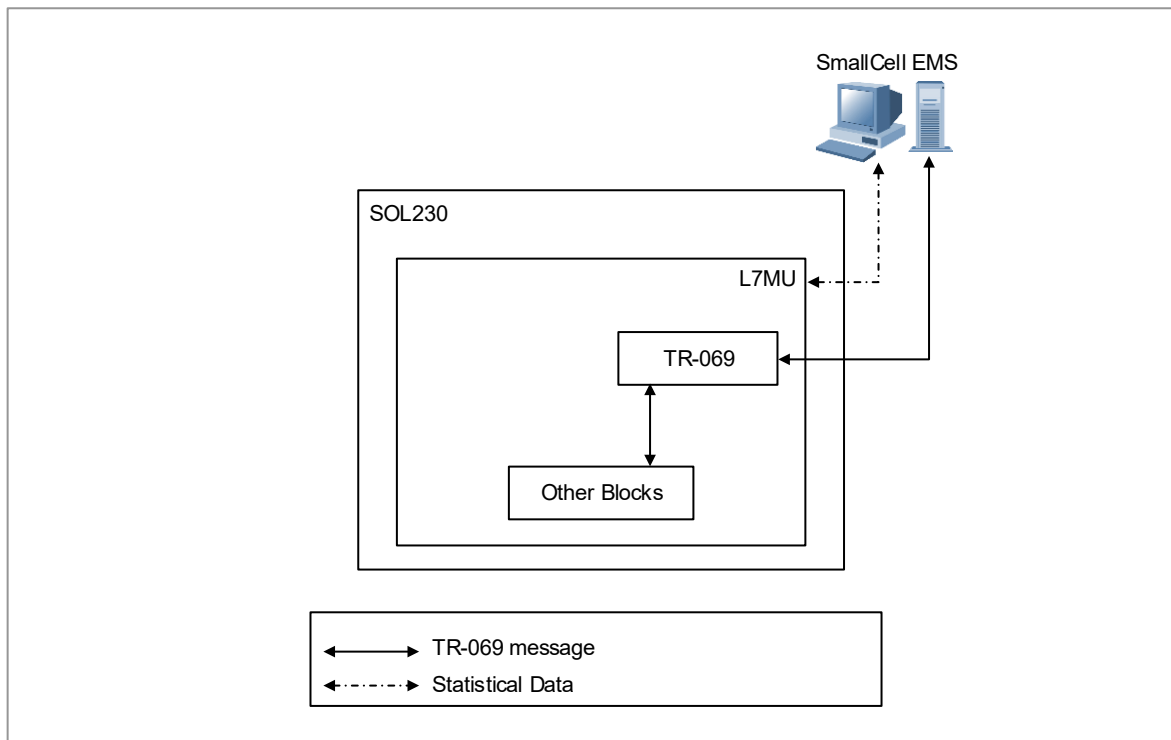 SmallCell EMS
SOL230
L7MU
TR-069
Other Blocks
TR-069 message
Statistical Data